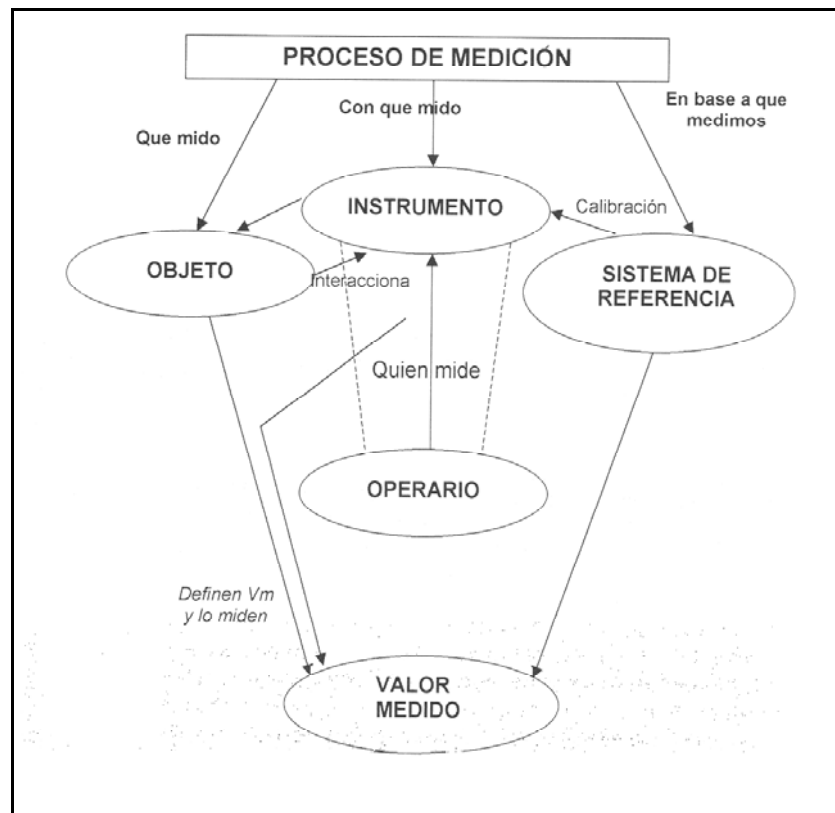 PROCESO DE MEDICIÓN
En base a que
medimos
Con que mido
Que mido
INSTRUMENTO
Calibración
OBJETO
Interacciona
SISTEMA DE
REFERENCIA
Quien mide
OPERARIO
Definen Vm
y lo miden
VALOR
MEDIDO